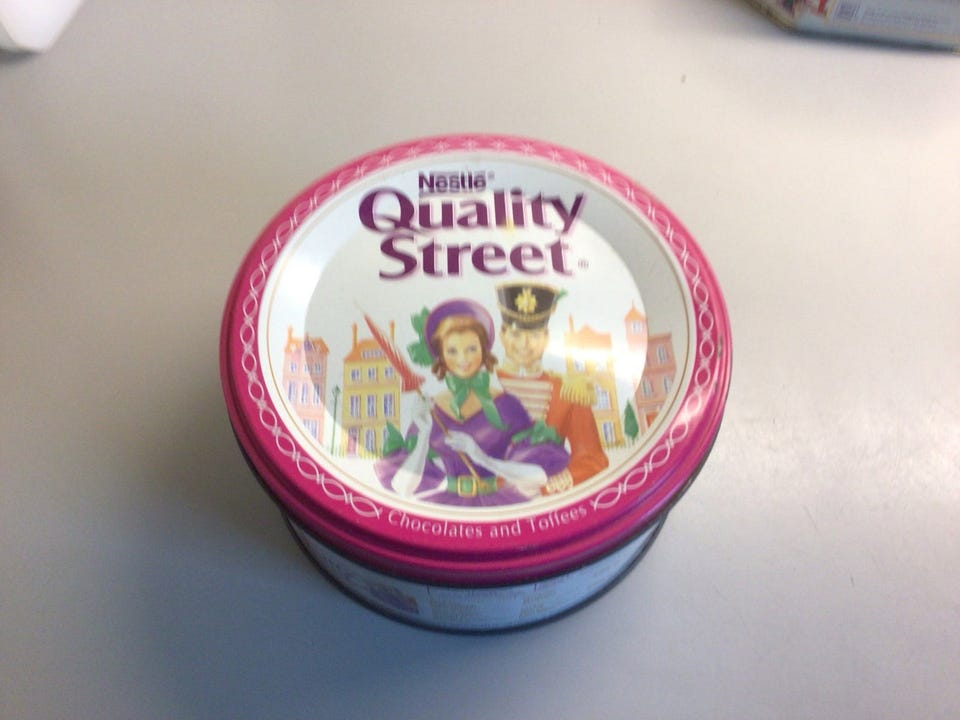 Nestlé®
Quality
Street®
Chocolates and Toffees